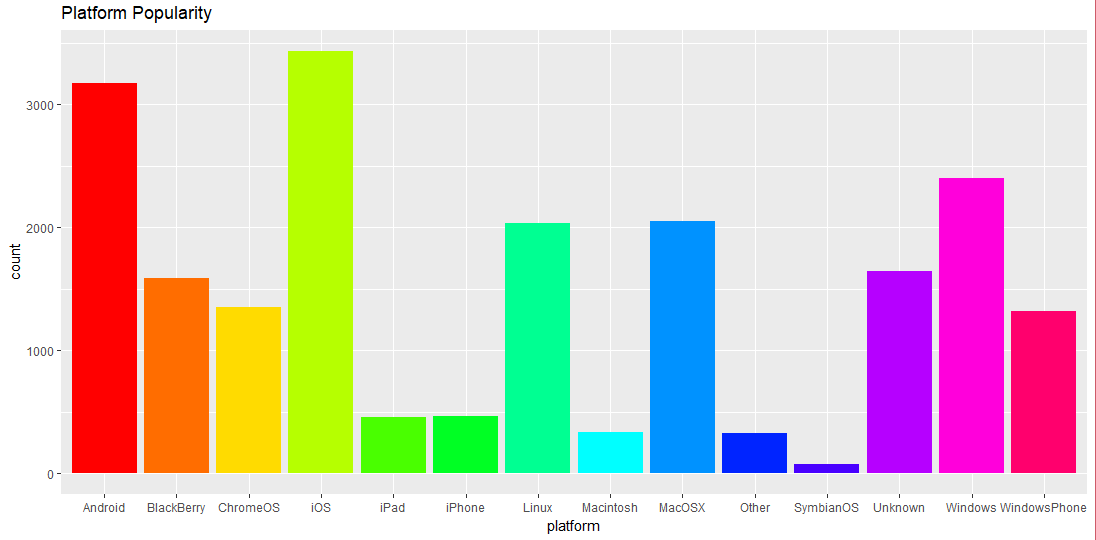 Platform Popularity
3000
2000
1000
0
count
Android BlackBerry ChromeOS iOS iPad iPhone Linux Macintosh MacOSX Other SymbianOS Unknown Windows WindowsPhone
platform